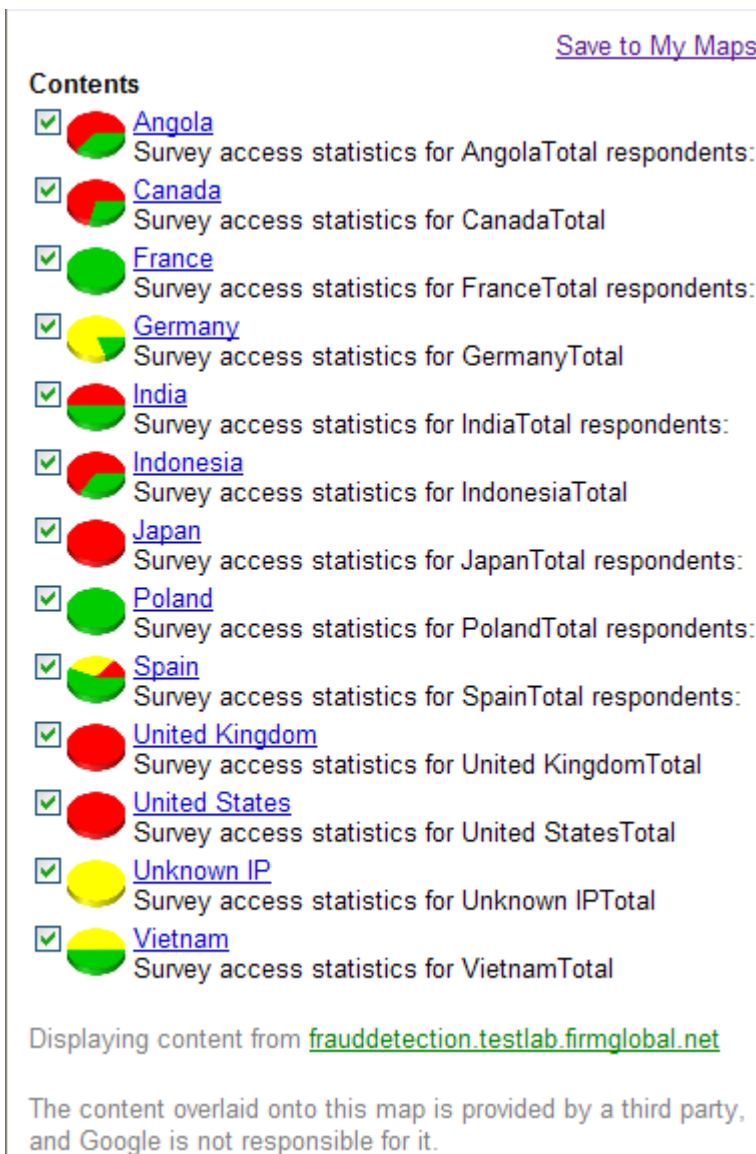 Save to My Maps
Contents
Angola
Survey access statistics for AngolaTotal respondents:
Canada
Survey access statistics for CanadaTotal
France
Survey access statistics for FranceTotal respondents:
Germany
Survey access statistics for GermanyTotal
India
Survey access statistics for IndiaTotal respondents:
Indonesia
Survey access statistics for IndonesiaTotal
Japan
Survey access statistics for JapanTotal respondents:
Poland
Survey access statistics for PolandTotal respondents:
Spain
Survey access statistics for SpainTotal respondents:
United Kingdom
Survey access statistics for United KingdomTotal
United States
Survey access statistics for United StatesTotal
Unknown IP
Survey access statistics for Unknown IPTotal
Vietnam
Survey access statistics for VietnamTotal
Displaying content from frauddetection.testlab.firmglobal.net
The content overlaid onto this map is provided by a third party,
and Google is not responsible for it.